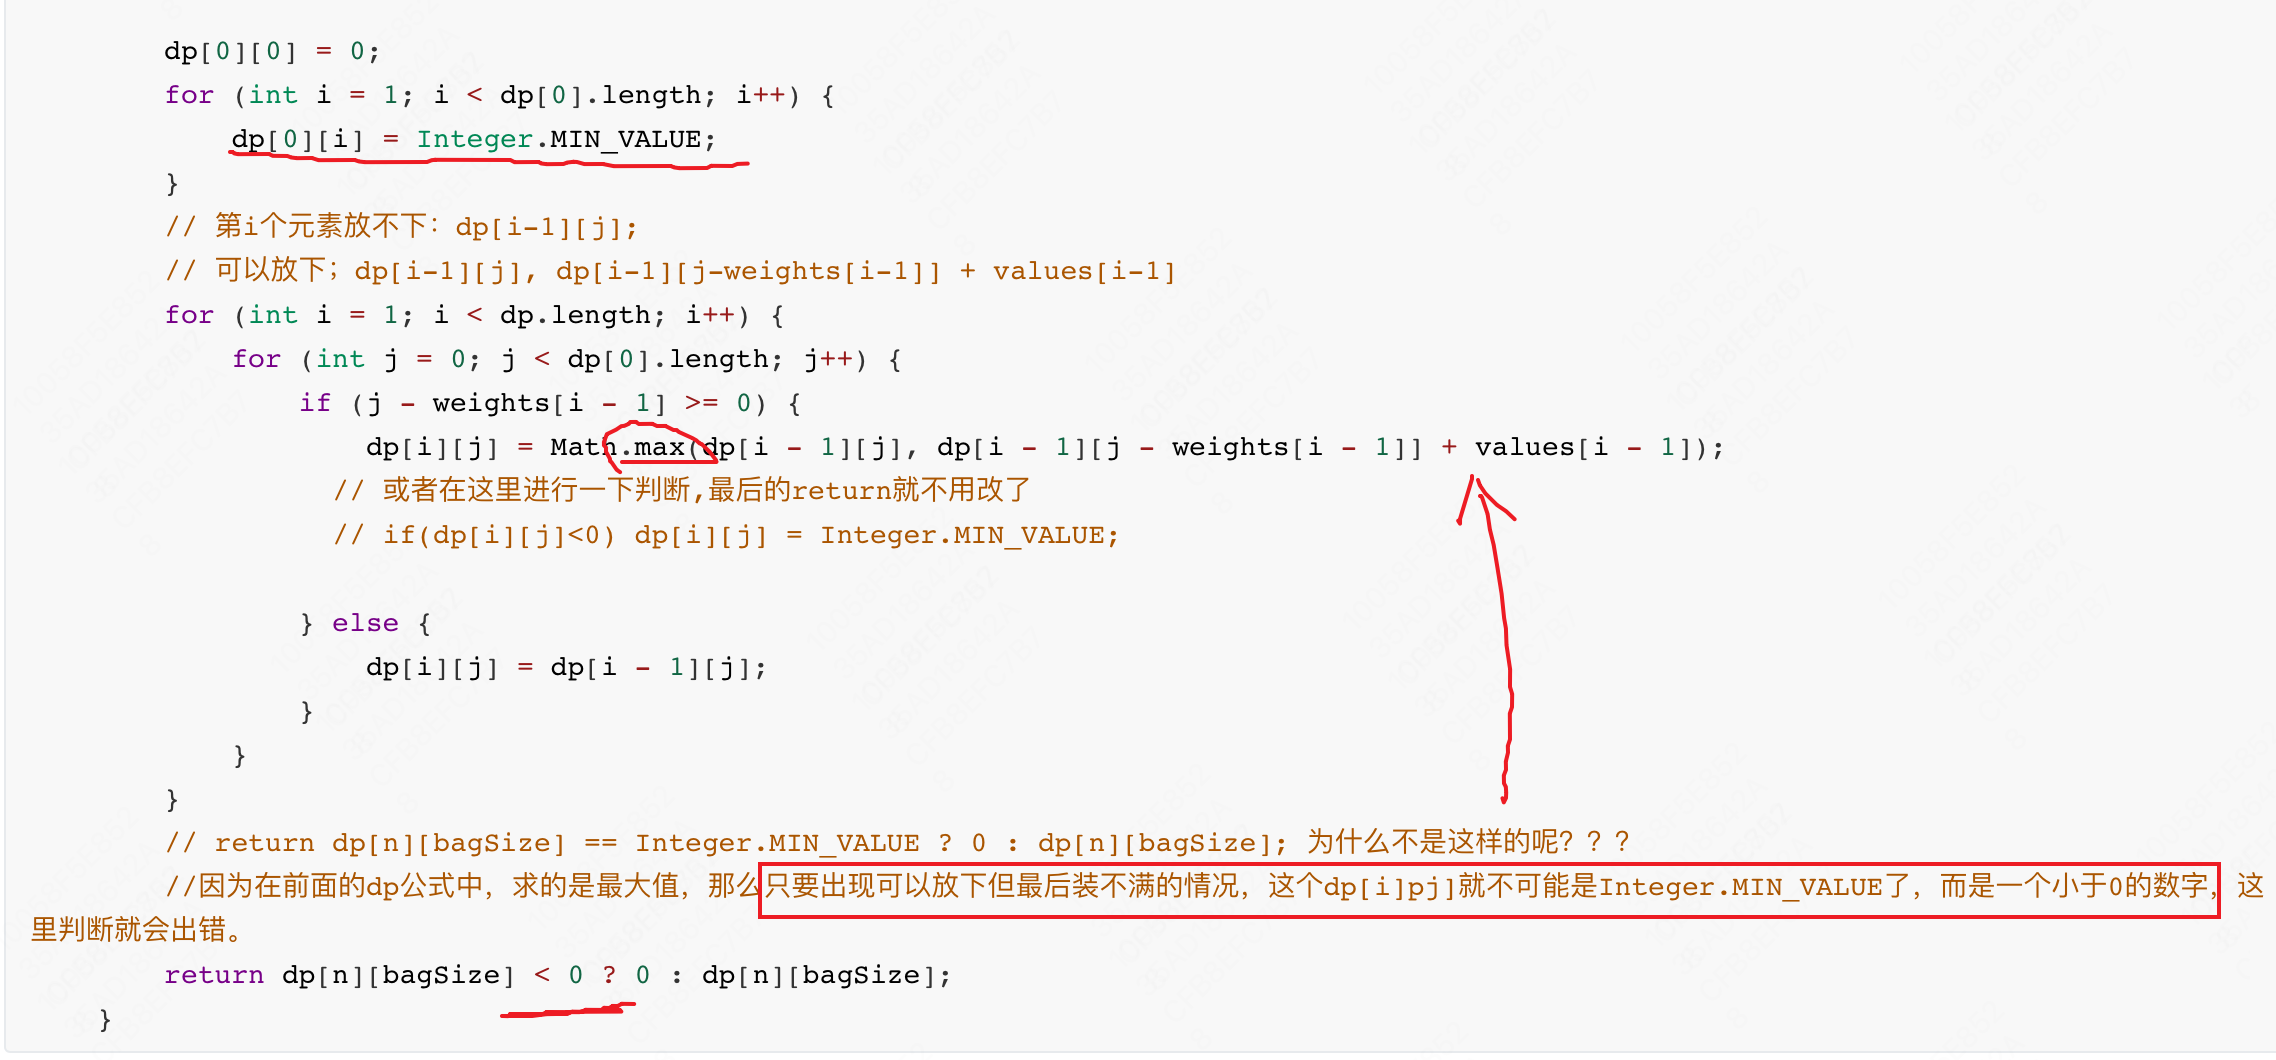 dp[0][0] = 0;
for (int i = 1; i < dp[0].length; i++) {
dp[0][i] = Integer.MIN_VALUE;
}
// 第i个元素放不下：dp[i-1][j];
// 可以放下；dp[i-1][j], dp[i-1][j-weights[i-1]] + values[i-1]
for (int i = 1; i < dp.length; i++) {
for (int j = 0; j < dp[0].length; j++) {
if (j - weights[i - 1] >= 0) {
dp[i][j] = Math.max(dp[i - 1][j], dp[i - 1][j - weights[i - 1]] + values[i - 1]);
// 或者在这里进行一下判断,最后的return就不用改了
// if(dp[i][j]<0) dp[i][j] = Integer.MIN_VALUE;
} else {
dp[i][j] = dp[i - 1][j];
}
}
}
// return dp[n][bagSize] == Integer.MIN_VALUE ? 0 : dp[n][bagSize]; 为什么不是这样的呢？？？
//因为在前面的dp公式中，求的是最大值，那么只要出现可以放下但最后装不满的情况，这个dp[i]pj]就不可能是Integer.MIN_VALUE了，而是一个小于0的数字，这
里判断就会出错。
return dp[n][bagSize] < 0 ? 0 : dp[n][bagSize];
}